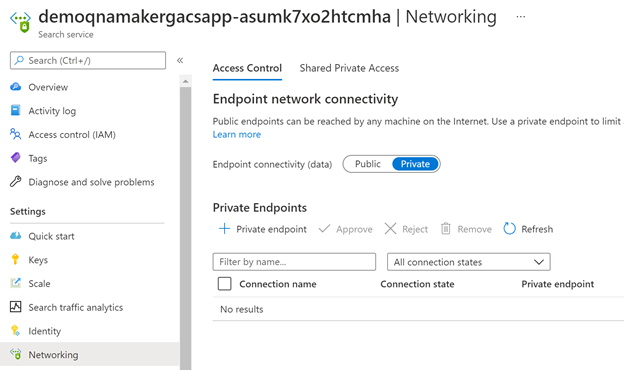 demoqnamakergacsapp-asumk7xo2htcmha | Networking ...
Search service
Search (Ctrl+/) «
Overview
Activity log
Access control (IAM)
Tags
Diagnose and solve problems
Settings
Quick start
Keys
Scale
Search traffic analytics
Identity
Networking
Access Control Shared Private Access
Endpoint network connectivity
Public endpoints can be reached by any machine on the Internet. Use a private endpoint to limit
Learn more
Endpoint connectivity (data) Public Private
Private Endpoints
+ Private endpoint Approve Reject Remove Refresh
Filter by name... All connection states
Connection name Connection state Private endpoint
No results